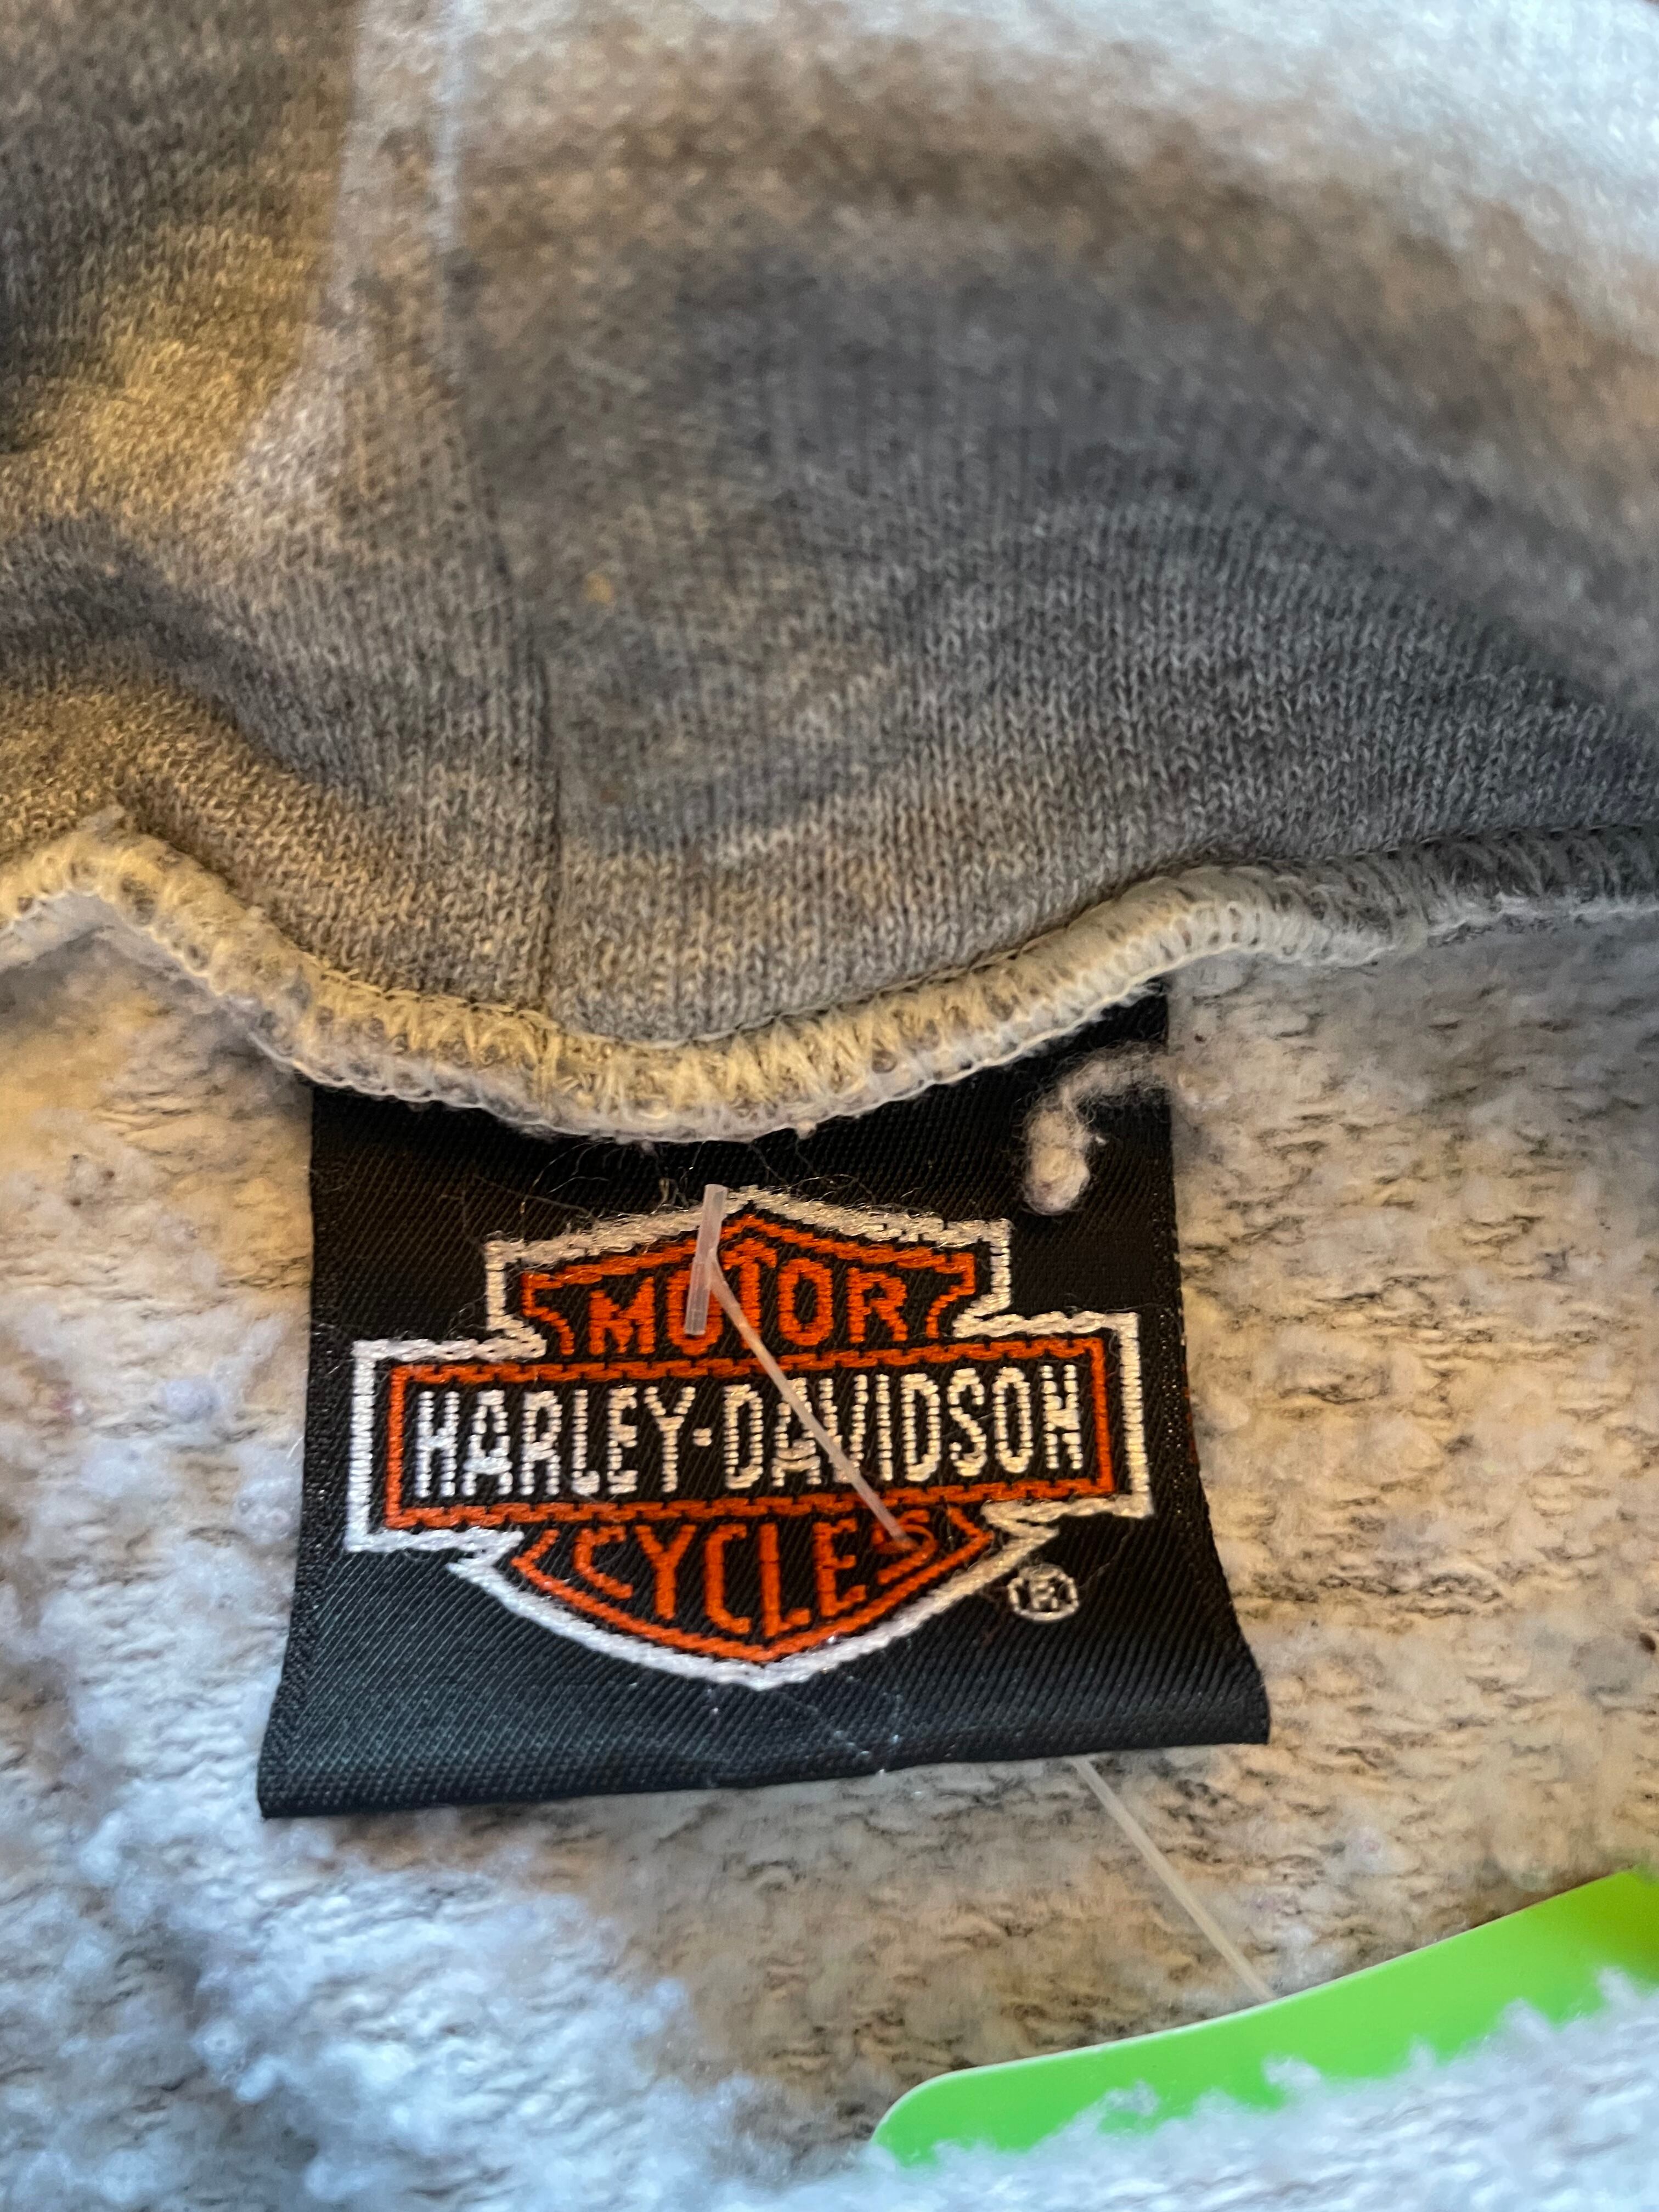 MOTOR
HARLEY-DAVIDSON
CYCLES
®